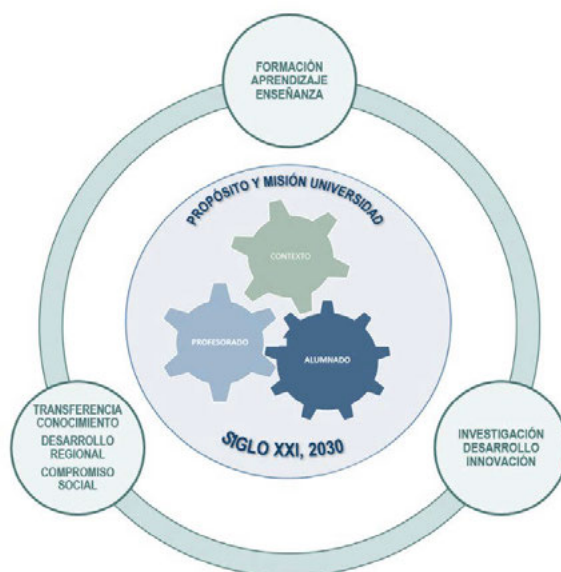 FORMACIÓN
APRENDIZAJE
ENSEÑANZA
PROPÓSITO Y MISIÓN UNIVERSIDAD
CONTEXTO
PROFESORADO
ALUMNADO
SIGLO XXI, 2030
TRANSFERENCIA
CONOCIMIENTO
DESARROLLO
REGIONAL
COMPROMISO
SOCIAL
INVESTIGACIÓN
DESARROLLO
INNOVACIÓN